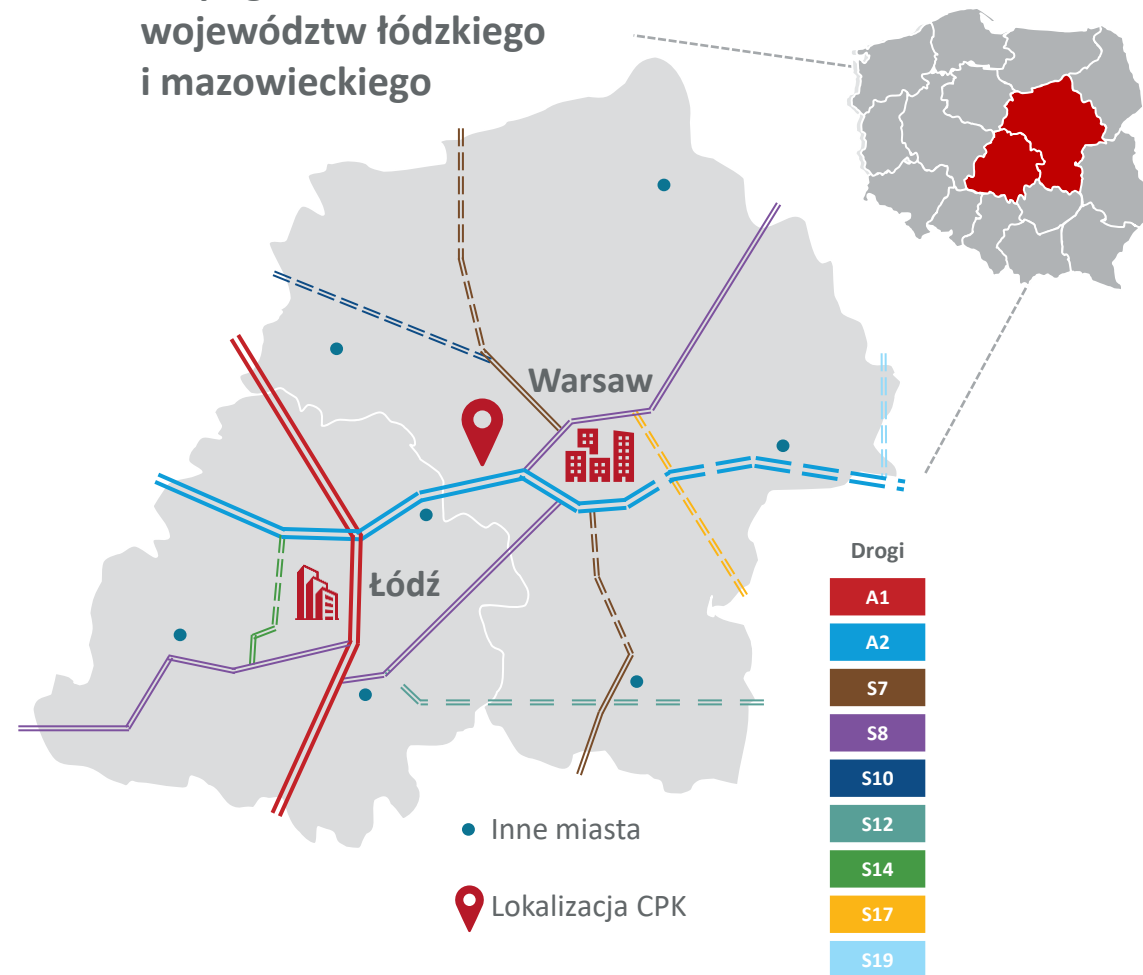 województw łódzkiego
i mazowieckiego
Warsaw
Łódź
Drogi
A1
A2
S7
S8
S10
S12
S14
S17
S19
Inne miasta
Lokalizacja CPK